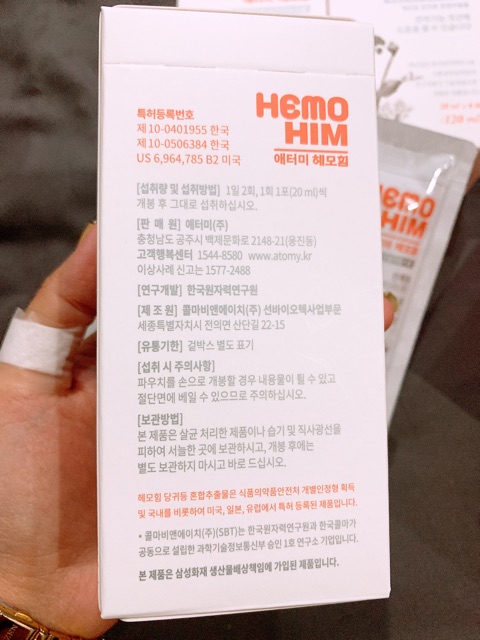 HEMO
HIM
애터미 헤모힘
특허등록번호
제 10-0401955 한국
제 10-0506384 한국
US 6,964,785 B2 미국
[섭취량 및 섭취방법] 1일 2회, 1회 1포(20 ml)씩
개봉 후 그대로 섭취하십시오.
[판 매 원] 애터미(주)
충청남도 공주시 백제문화로 2148-21(웅진동)
고객행복센터 1544-8580 www.atomy.kr
이상사례 신고는 1577-2488
[연구개발] 한국원자력연구원
[제 조 원] 콜마비앤에이치(주) 선바이오텍사업부문
세종특별자치시 전의면 산단길 22-15
[유통기한] 겉박스 별도 표기
[섭취 시 주의사항]
파우치를 손으로 개봉할 경우 내용물이 튈 수 있고
절단면에 베일 수 있으므로 주의하십시오.
[보관방법]
본 제품은 살균 처리한 제품이나 습기 및 직사광선을
피하여 서늘한 곳에 보관하시고, 개봉 후에는
별도 보관하지 마시고 바로 드십시오.
헤모힘 당귀등 혼합추출물은 식품의약품안전처 개별인정형 획득
및 국내를 비롯하여 미국, 일본, 유럽에서 특허 등록된 제품입니다.
* 콜마비앤에이치(주)(SBT)는 한국원자력연구원과 한국콜마가
공동으로 설립한 과학기술정보통신부 승인 1호 연구소 기업입니다.
본 제품은 삼성화재 생산물배상책임에 가입된 제품입니다.
HEMO
HIM